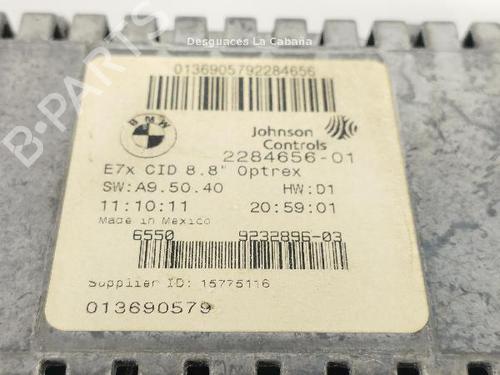 Desguaces La Cabaña
0136905792284656
BMW
Johnson
Controls
2284656-01
E7x CID 8.8" Optrex
SW:A9.50.40 HW:D1
11:10:11 20:59:01
Made in Mexico
6550 9232896-03
Supplier ID: 15775116
013690579
B-PARTS